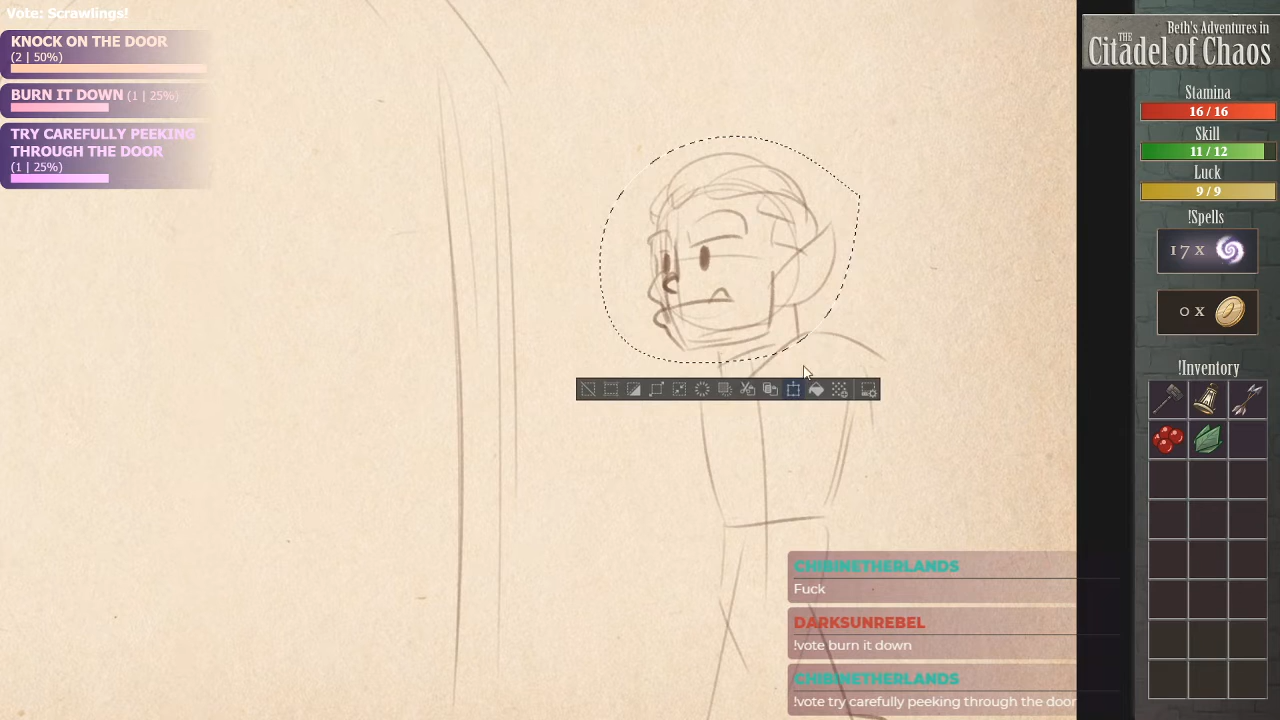 Vote: Scrawlings!
KNOCK ON THE DOOR
(2 | 50%)
BURN IT DOWN (1 | 25%)
TRY CAREFULLY PEEKING
THROUGH THE DOOR
(1 | 25%)
Beth's Adventures in
THE
Citadel of Chaos
Stamina
16 / 16
Skill
11 / 12
Luck
9 / 9
!Spells
17 x
0 x
!Inventory
CHIBINETHERLANDS
Fuck
DARKSUNREBEL
!vote burn it down
CHIBINETHERLANDS
!vote try carefully peeking through the door